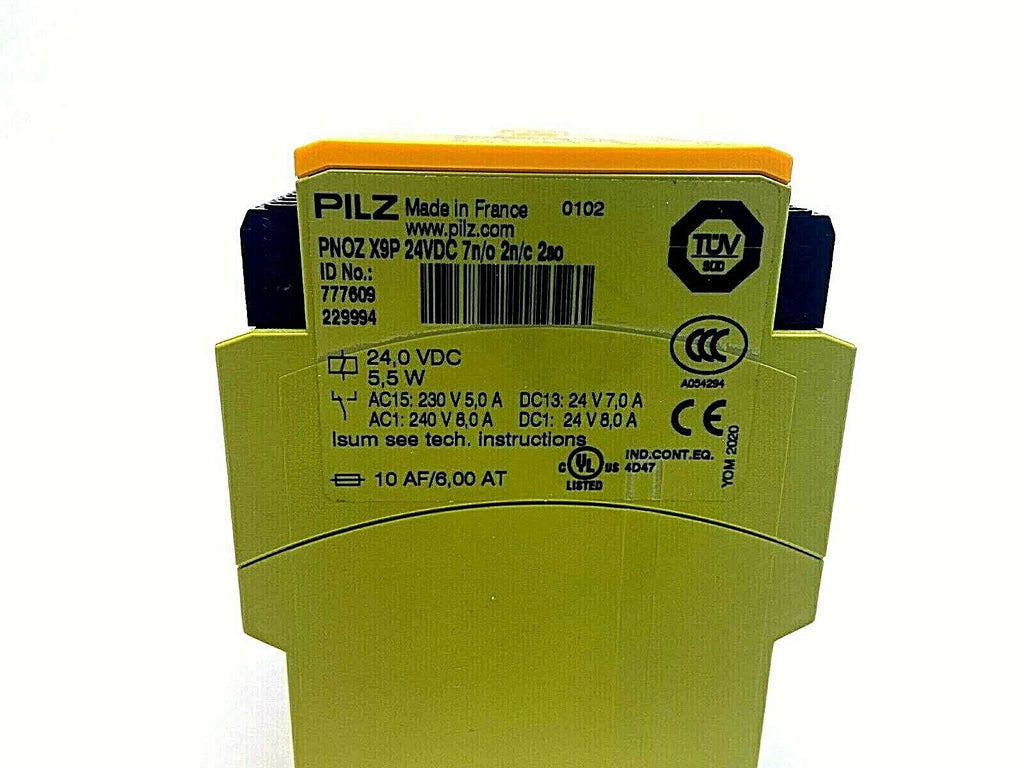 PILZ Made in France 0102
www.pilz.com
PNOZ X9P 24VDC 7n/o 2n/c 2so
ID No.:
777609
229994
TÜV
SÜD
24,0 VDC
5,5 W
CCC
A054294
AC15: 230 V 5,0 A DC13: 24 V 7,0 A
AC1: 240 V 8,0 A DC1: 24 V 8,0 A
CE
Isum see tech. instructions
10 AF/6,00 AT
C UL US
LISTED
IND.CONT.EQ.
4D47
YOM 2020